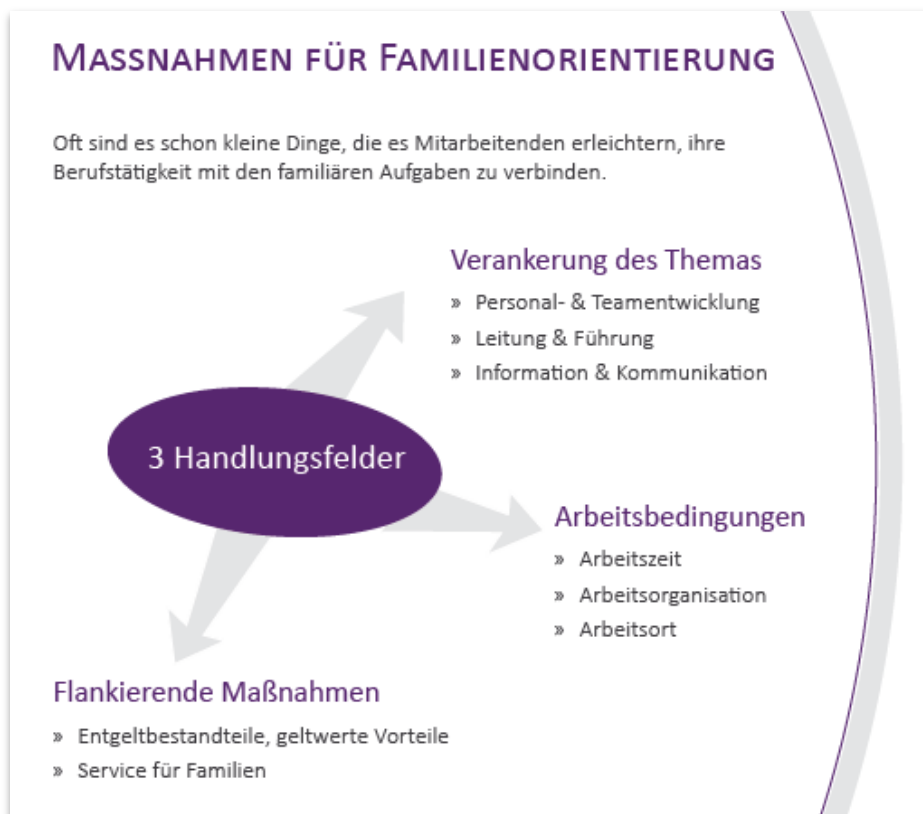 MASSNAHMEN FÜR FAMILIENORIENTIERUNG
Oft sind es schon kleine Dinge, die es Mitarbeitenden erleichtern, ihre
Berufstätigkeit mit den familiären Aufgaben zu verbinden.
Verankerung des Themas
» Personal- & Teamentwicklung
» Leitung & Führung
» Information & Kommunikation
3 Handlungsfelder
Arbeitsbedingungen
» Arbeitszeit
» Arbeitsorganisation
» Arbeitsort
Flankierende Maßnahmen
» Entgeltbestandteile, geltwerte Vorteile
» Service für Familien